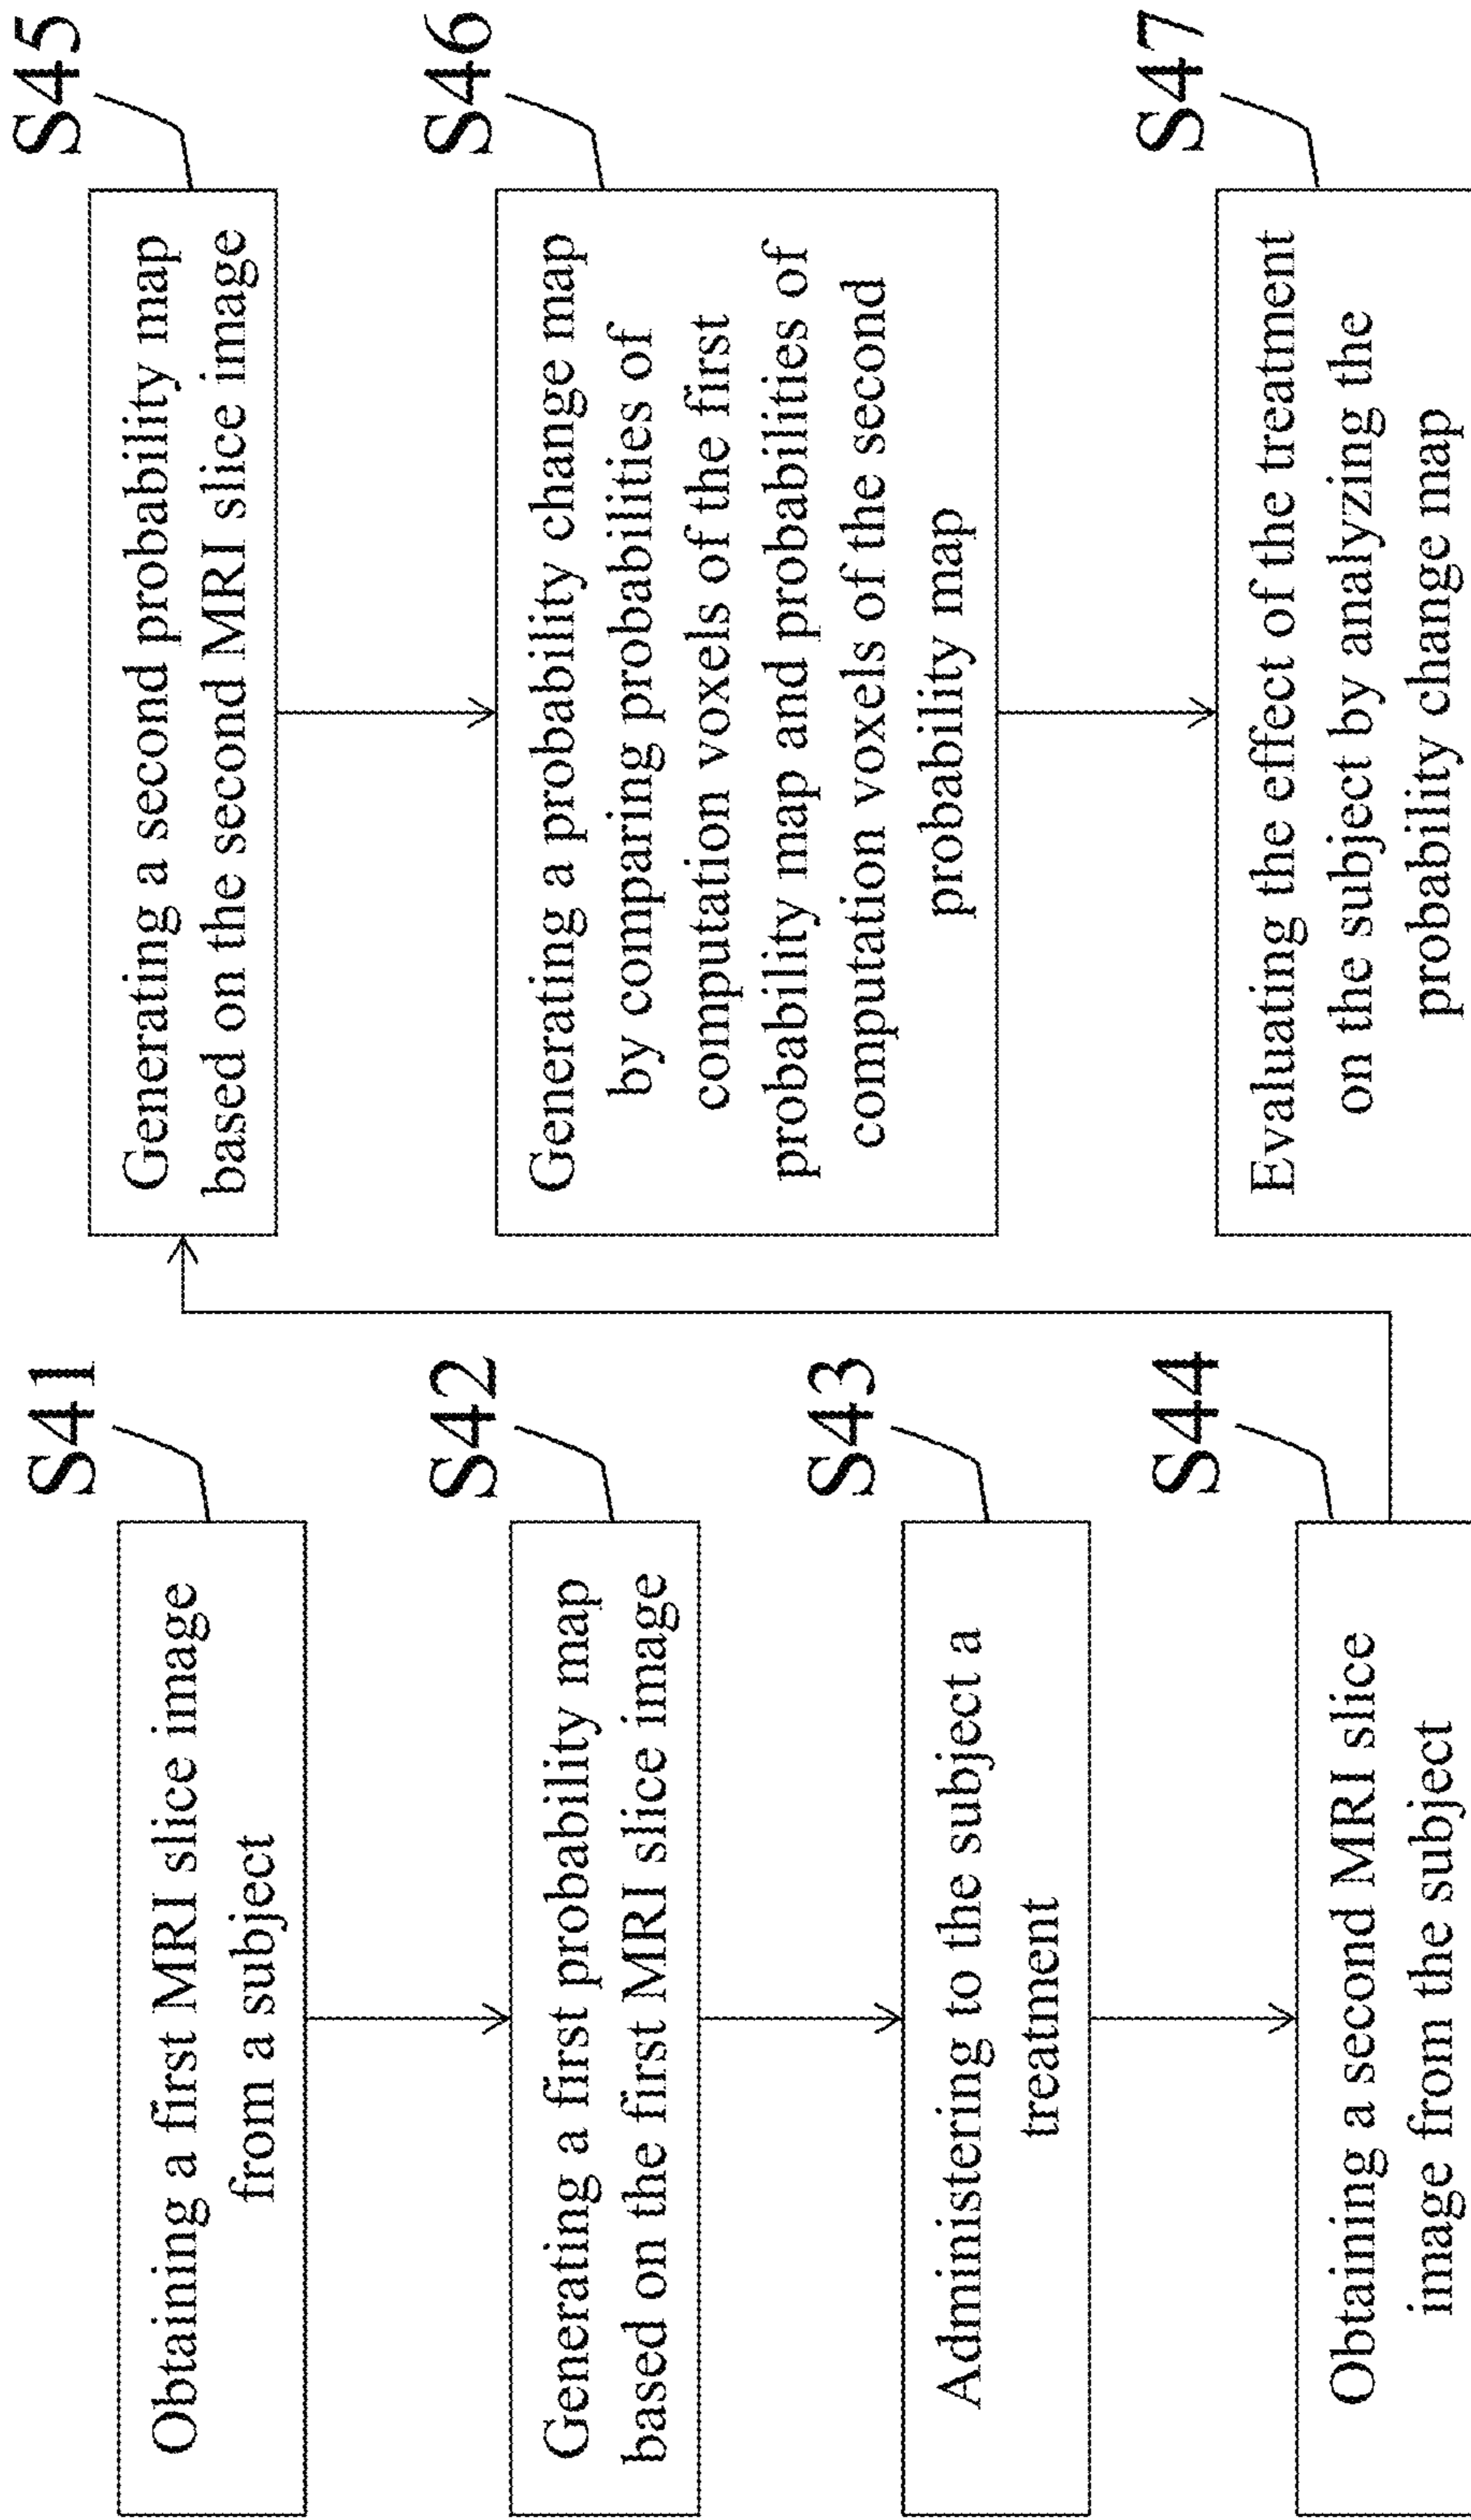 S41
Obtaining a first MRI slice image
from a subject
S42
Generating a first probability map
based on the first MRI slice image
S43
Administering to the subject a
treatment
S44
Obtaining a second MRI slice
image from the subject
S45
Generating a second probability map
based on the second MRI slice image
S46
Generating a probability change map
by comparing probabilities of
computation voxels of the first
probability map and probabilities of
computation voxels of the second
probability map
S47
Evaluating the effect of the treatment
on the subject by analyzing the
probability change map